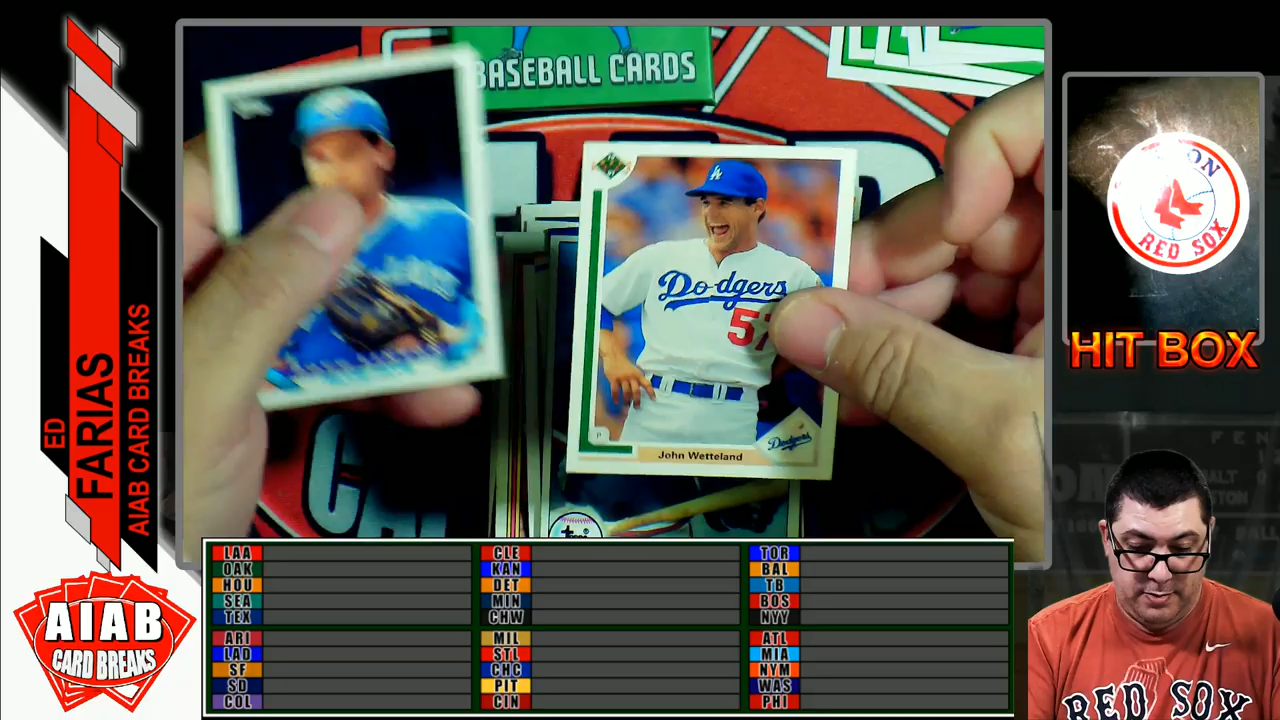 BASEBALL CARDS
Dodgers
57
P
John Wetteland
Dodgers
ED
FARIAS
AIAB CARD BREAKS
AIAB
CARD BREAKS
RED SOX
HIT BOX
RED SOX
LAA
OAK
HOU
SEA
TEX
ARI
LAD
SF
SD
COL
CLE
KAN
DET
MIN
CHW
MIL
STL
CHC
PIT
CIN
TOR
BAL
TB
BOS
NYY
ATL
MIA
NYM
WAS
PHI